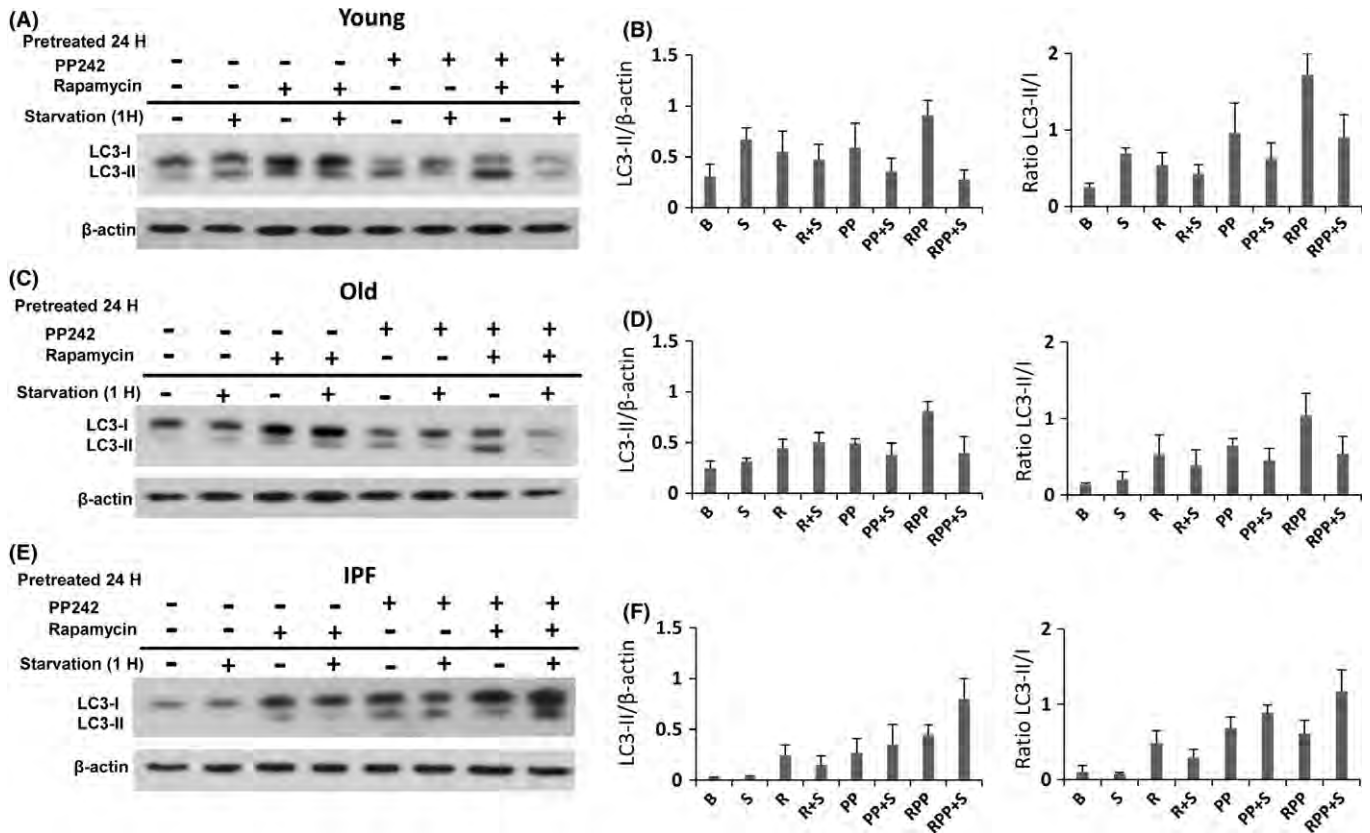 (A)
Young
Pretreated 24 H
PP242 - - - - + + + +
Rapamycin - - + + - - + +
Starvation (1H) - + - + - + - +
LC3-I
LC3-II
β-actin
(B)
LC3-II/β-actin
1.5
1
0.5
0
B S R R+S PP PP+S RPP RPP+S
Ratio LC3-II/I
2
1
0
B S R R+S PP PP+S RPP RPP+S
(C)
Old
Pretreated 24 H
PP242 - - - - + + + +
Rapamycin - - + + - - + +
Starvation (1 H) - + - + - + - +
LC3-I
LC3-II
β-actin
(D)
LC3-II/β-actin
1.5
1
0.5
0
B S R R+S PP PP+S RPP RPP+S
Ratio LC3-II/I
2
1
0
B S R R+S PP PP+S RPP RPP+S
(E)
IPF
Pretreated 24 H
PP242 - - - - + + + +
Rapamycin - - + + - - + +
Starvation (1 H) - + - + - + - +
LC3-I
LC3-II
β-actin
(F)
LC3-II/β-actin
1.5
1
0.5
0
B S R R+S PP PP+S RPP RPP+S
Ratio LC3-II/I
2
1
0
B S R R+S PP PP+S RPP RPP+S